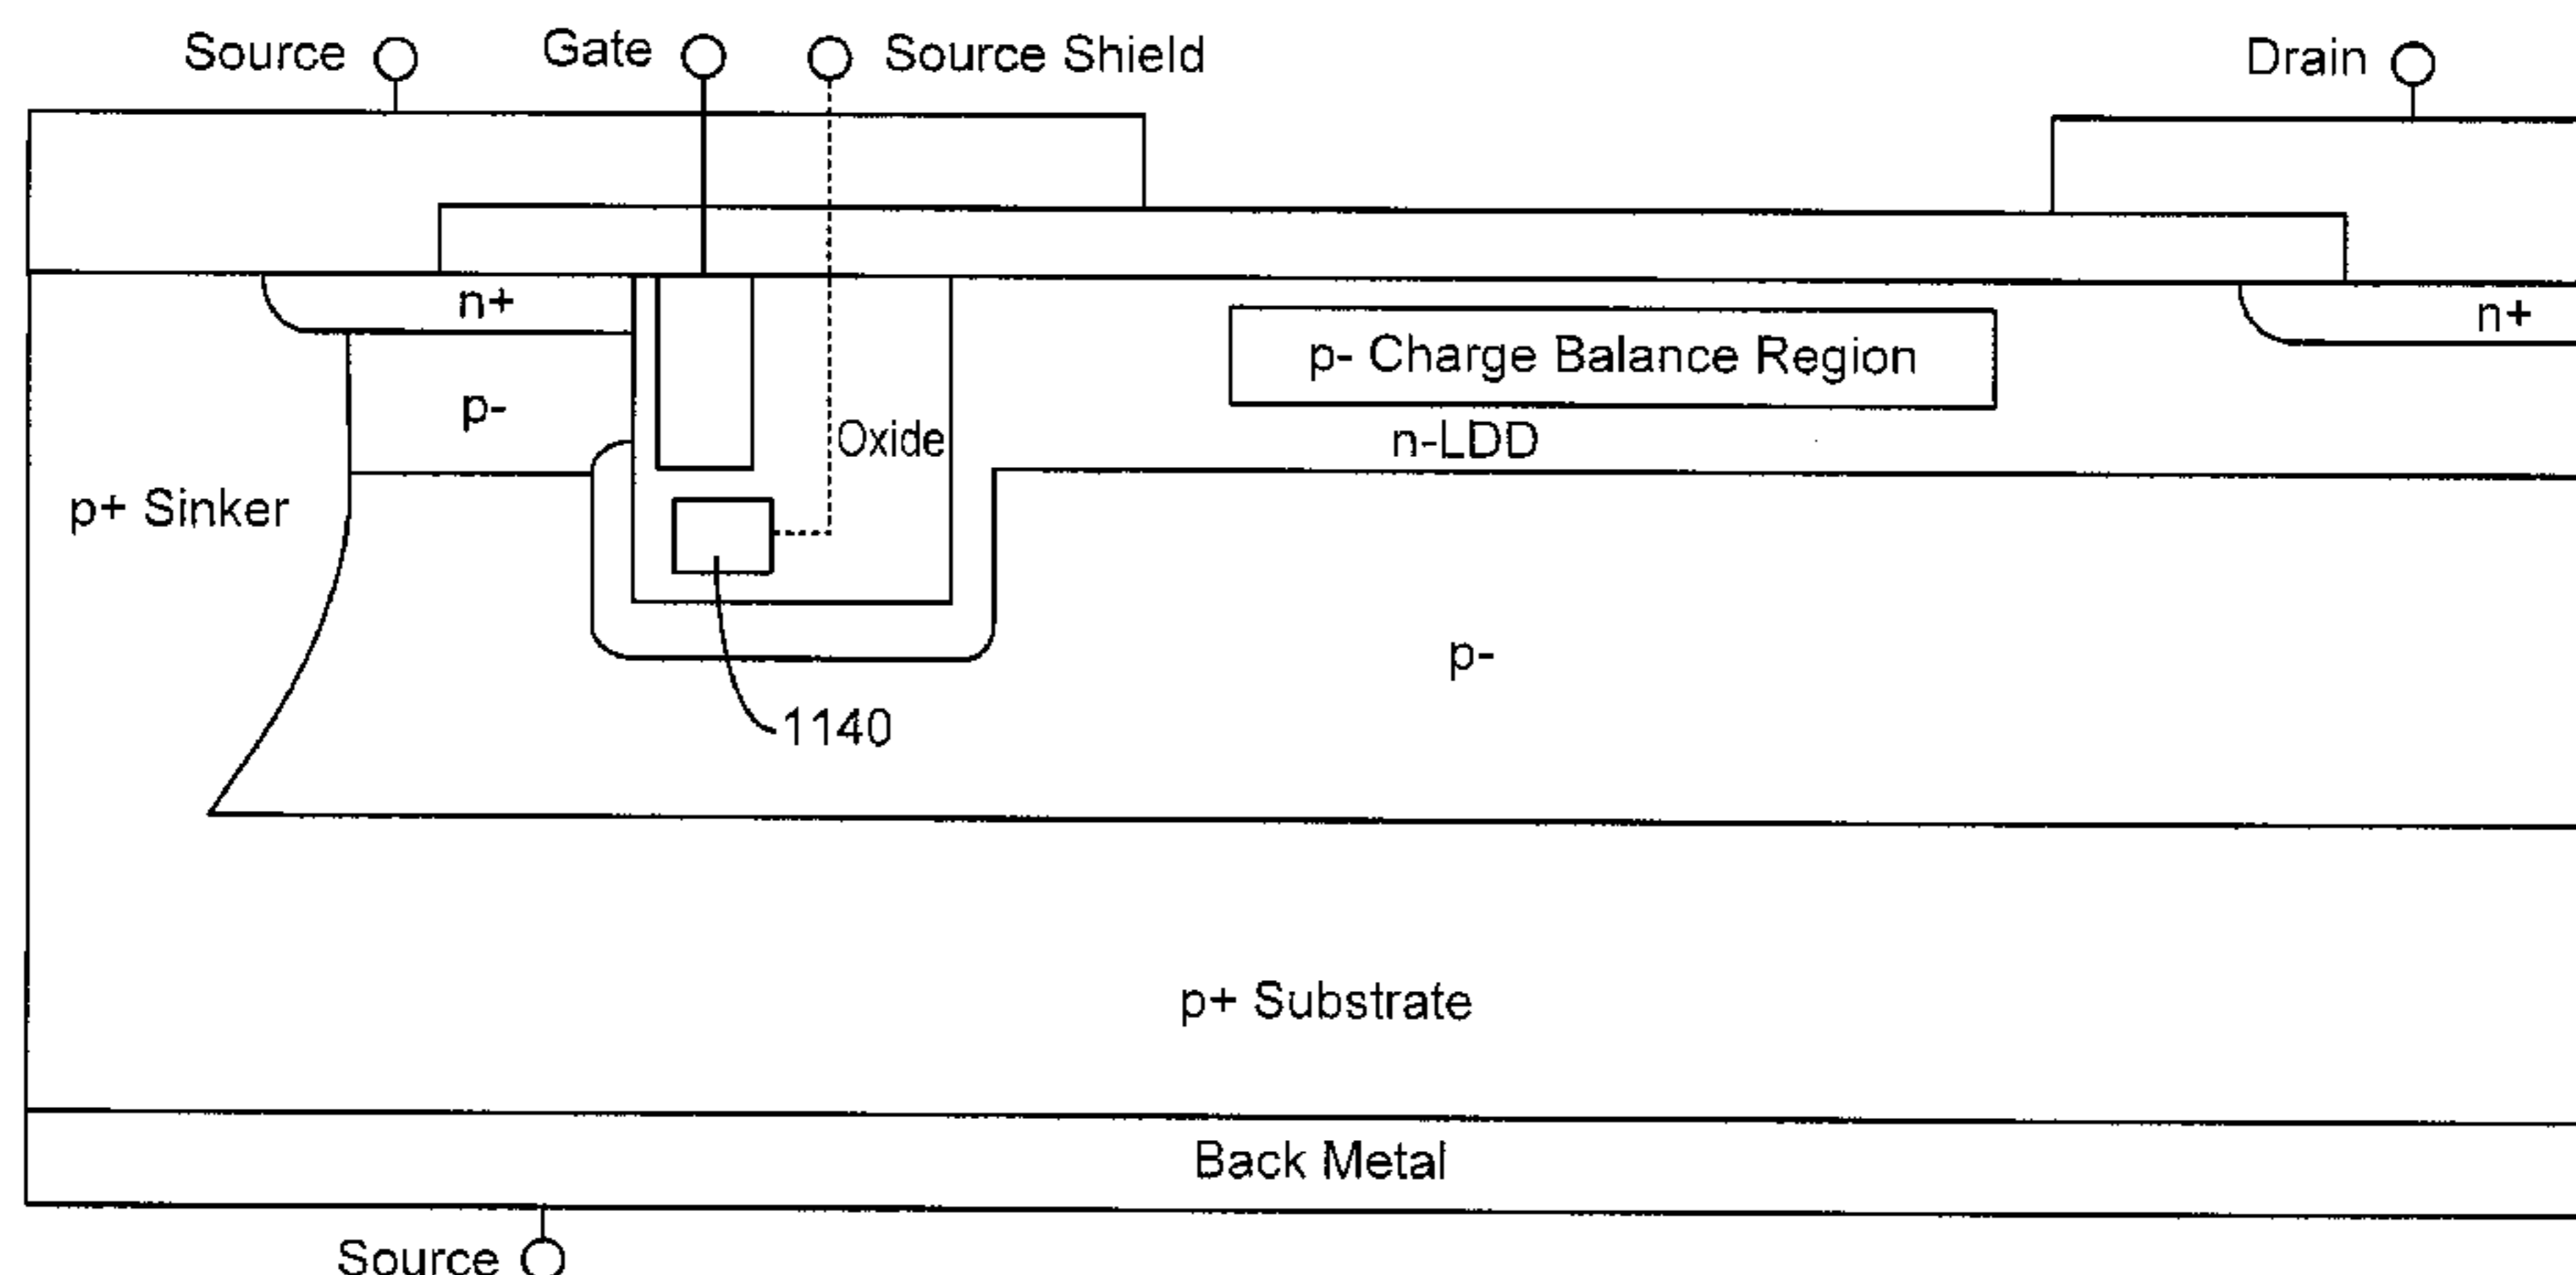 Source
Gate
Source Shield
Drain
n+
n+
p- Charge Balance Region
p-
Oxide
n-LDD
p+ Sinker
p-
1140
p+ Substrate
Back Metal
Source